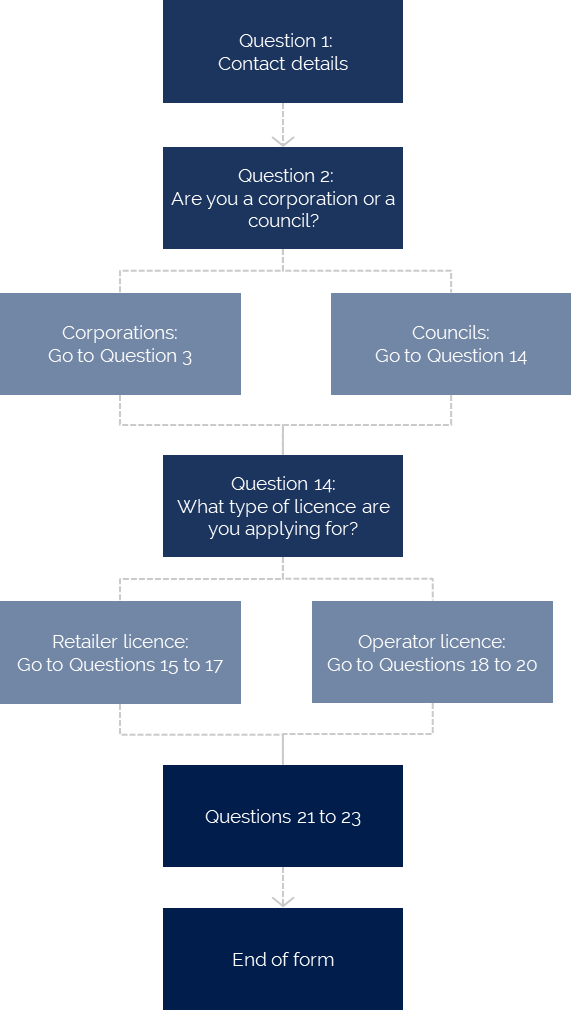 Question 1:
Contact details
Question 2:
Are you a corporation or a
council?
Corporations:
Go to Question 3
Councils:
Go to Question 14
Question 14:
What type of licence are
you applying for?
Retailer licence:
Go to Questions 15 to 17
Operator licence:
Go to Questions 18 to 20
Questions 21 to 23
End of form